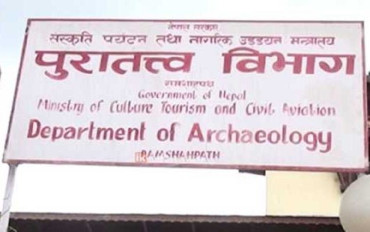 नेपाल सरकार
संस्कृति पर्यटन तथा नागरिक उड्डयन मन्त्रालय
पुरातत्त्व विभाग
रामशाहपथ
Government of Nepal
Ministry of Culture Tourism and Civil Aviation
Department of Archaeology
RAMSHAHPATH